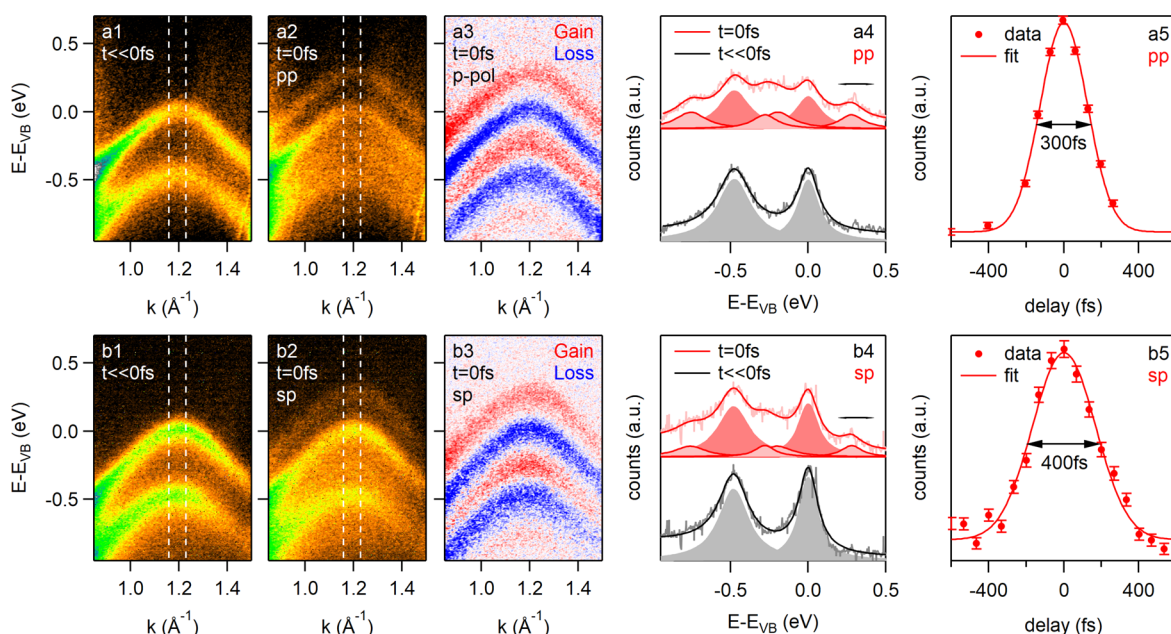 a1
t<<0fs
a2
t=0fs
pp
a3
t=0fs
p-pol
Gain
Loss
0.5
0.0
-0.5
E-E_VB (eV)
1.0 1.2 1.4
k (Å⁻¹)
1.0 1.2 1.4
k (Å⁻¹)
1.0 1.2 1.4
k (Å⁻¹)
t=0fs
t<<0fs
a4
pp
counts (a.u.)
-0.5 0.0 0.5
E-E_VB (eV)
data
fit
a5
pp
300fs
counts (a.u.)
-400 0 400
delay (fs)
b1
t<<0fs
b2
t=0fs
sp
b3
t=0fs
sp
Gain
Loss
0.5
0.0
-0.5
E-E_VB (eV)
1.0 1.2 1.4
k (Å⁻¹)
1.0 1.2 1.4
k (Å⁻¹)
1.0 1.2 1.4
k (Å⁻¹)
t=0fs
t<<0fs
b4
sp
counts (a.u.)
-0.5 0.0 0.5
E-E_VB (eV)
data
fit
b5
sp
400fs
counts (a.u.)
-400 0 400
delay (fs)